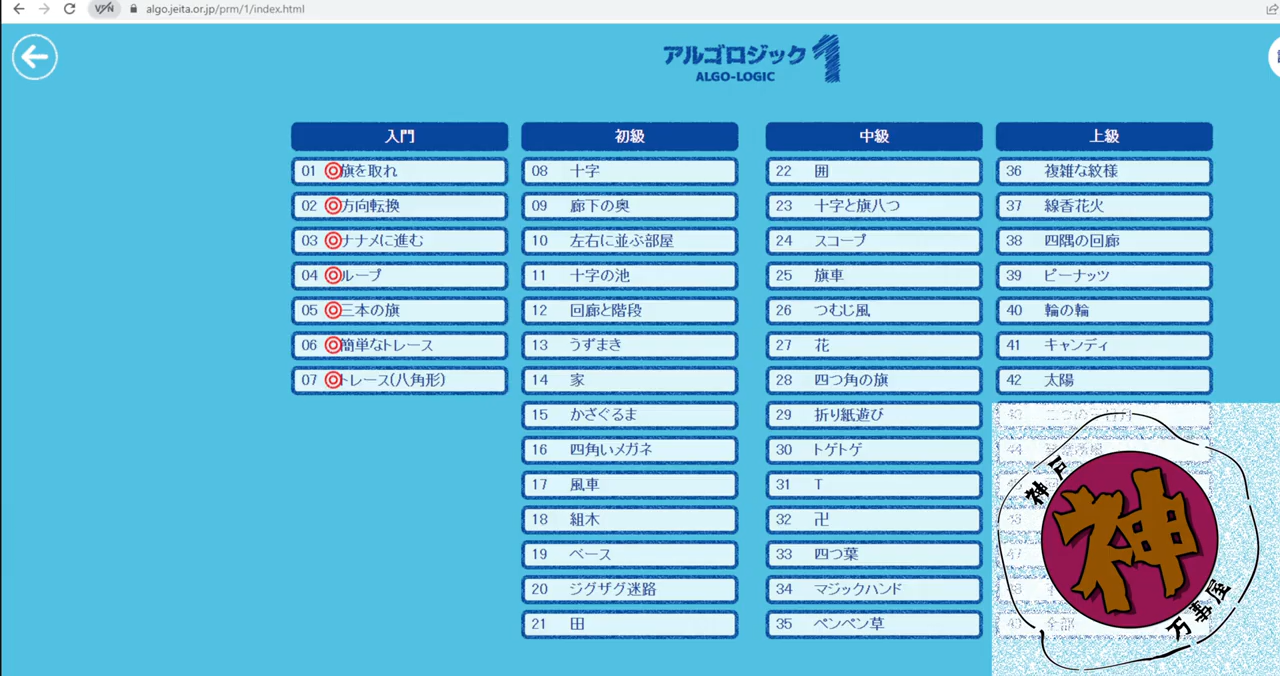 VPN
algo.jeita.or.jp/prm/1/index.html
アルゴロジック1
ALGO-LOGIC
入門
01 旗を取れ
02 方向転換
03 ナナメに進む
04 ループ
05 三本の旗
06 簡単なトレース
07 トレース(八角形)
初級
08 十字
09 廊下の奥
10 左右に並ぶ部屋
11 十字の池
12 回廊と階段
13 うずまき
14 家
15 かざぐるま
16 四角いメガネ
17 風車
18 組木
19 ベース
20 ジグザグ迷路
21 田
中級
22 囲
23 十字と旗八つ
24 スコープ
25 旗車
26 つむじ風
27 花
28 四つ角の旗
29 折り紙遊び
30 トゲトゲ
31 T
32 卍
33 四つ葉
34 マジックハンド
35 ペンペン草
上級
36 複雑な紋様
37 線香花火
38 四隅の回廊
39 ピーナッツ
40 輪の輪
41 キャンディ
42 太陽
43
44
47
49 全部
神戸
神
万事屋